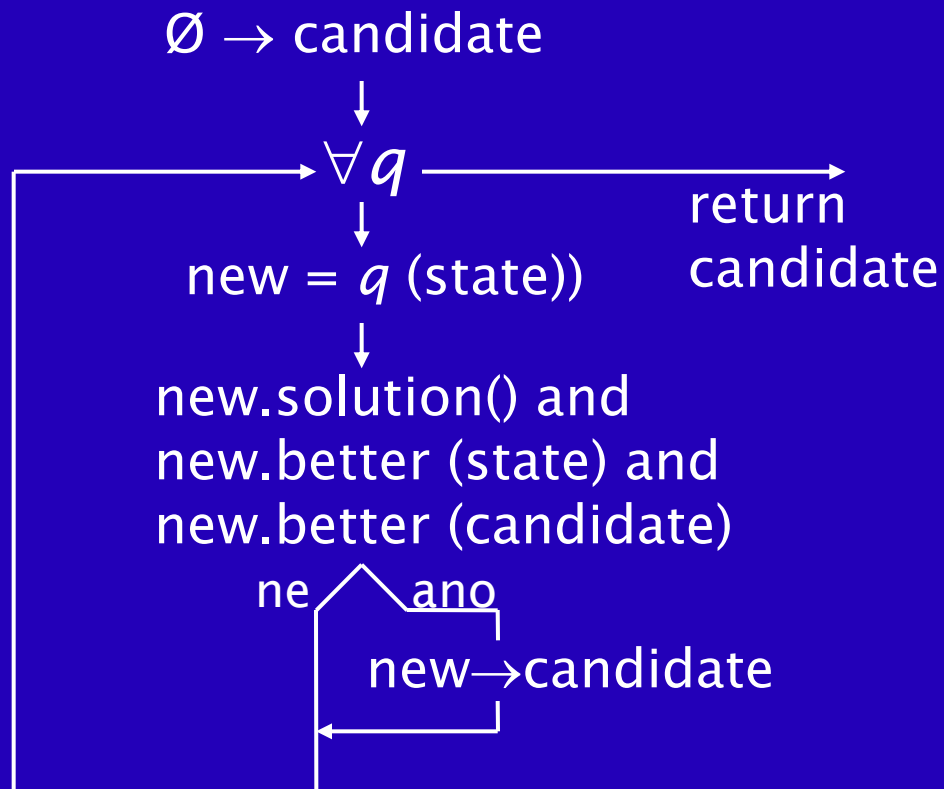 Ø → candidate
∀q
return
candidate
new = q (state))
new.solution() and
new.better (state) and
new.better (candidate)
ne ano
new→candidate